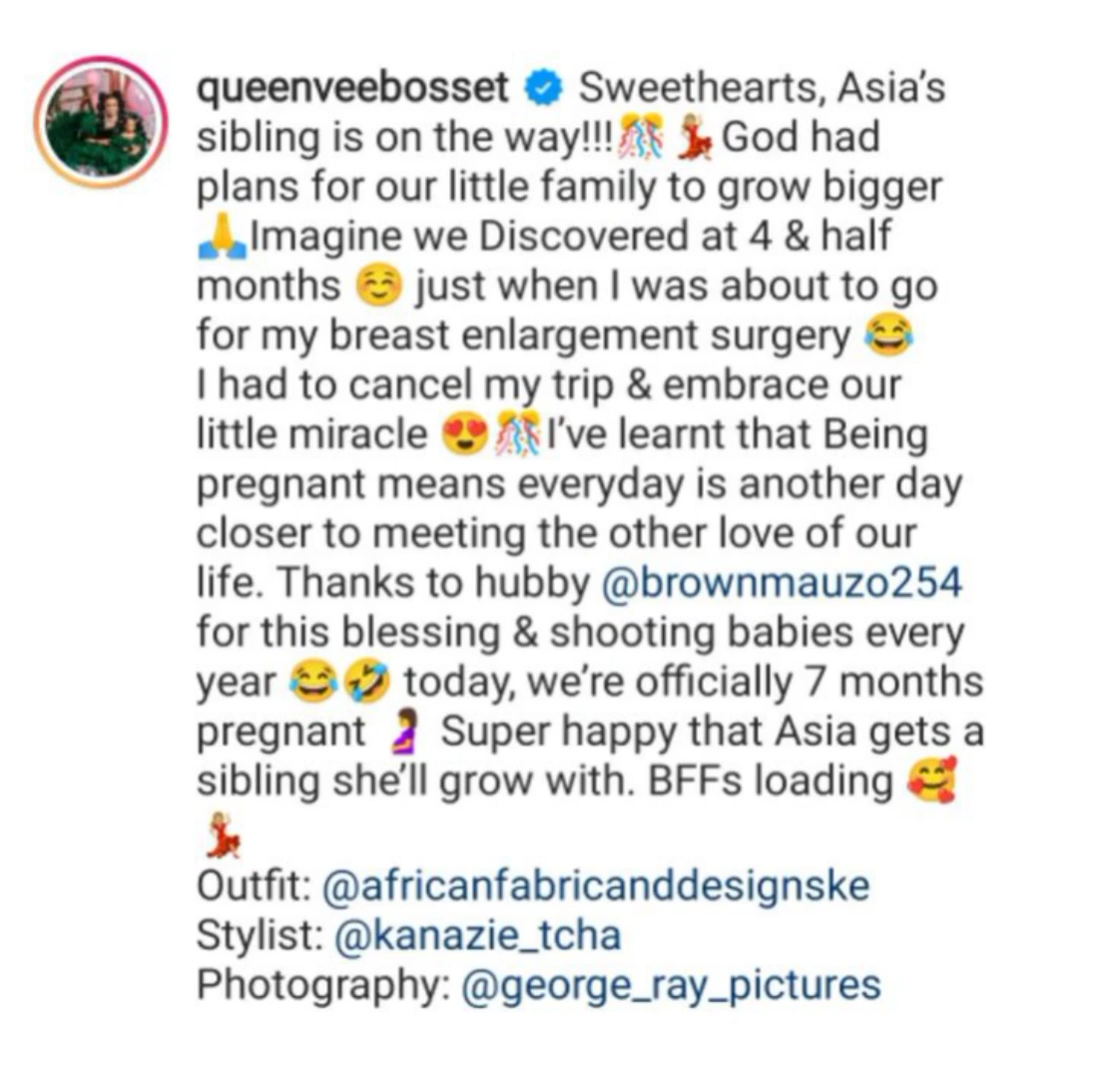 queenveebosset Sweethearts, Asia's
sibling is on the way!!!🎊💃God had
plans for our little family to grow bigger
🙏Imagine we Discovered at 4 & half
months ☺️ just when I was about to go
for my breast enlargement surgery 😂
I had to cancel my trip & embrace our
little miracle 😍🎊I've learnt that Being
pregnant means everyday is another day
closer to meeting the other love of our
life. Thanks to hubby @brownmauzo254
for this blessing & shooting babies every
year 😂🤣 today, we're officially 7 months
pregnant 🤰 Super happy that Asia gets a
sibling she'll grow with. BFFs loading 🥰
💃
Outfit: @africanfabricanddesignske
Stylist: @kanazie_tcha
Photography: @george_ray_pictures